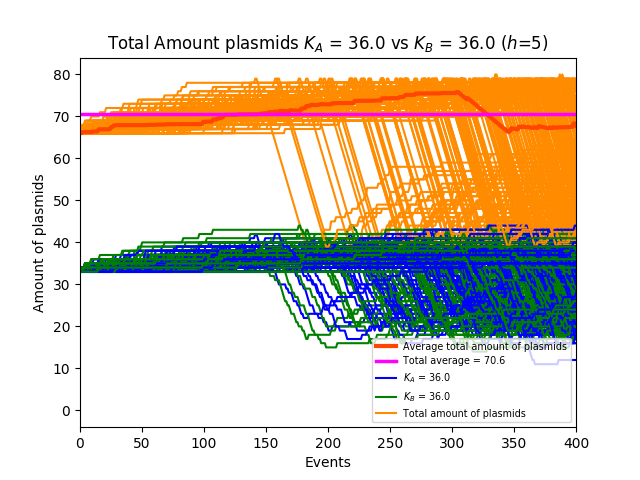 Total Amount plasmids K_A = 36.0 vs K_B = 36.0 (h=5)
80
70
60
50
40
30
20
10
0
Amount of plasmids
Average total amount of plasmids
Total average = 70.6
K_A = 36.0
K_B = 36.0
Total amount of plasmids
0 50 100 150 200 250 300 350 400
Events